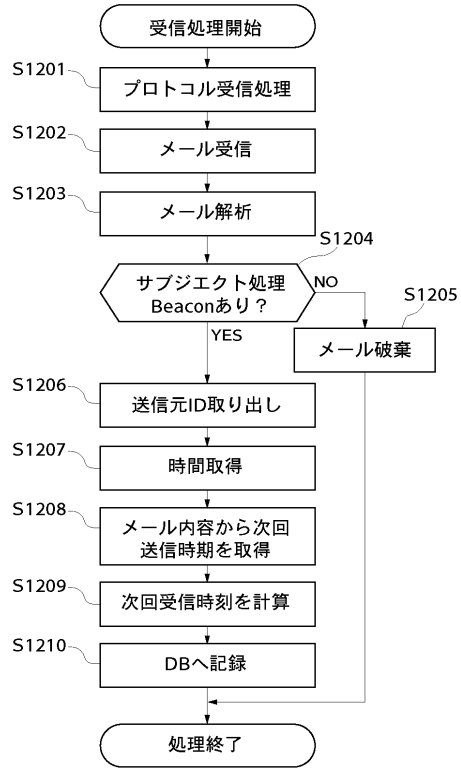 受信処理開始
S1201
プロトコル受信処理
S1202
メール受信
S1203
メール解析
S1204
サブジエクト処理
Beaconあり？
NO
YES
S1205
メール破棄
S1206
送信元ID取り出し
S1207
時間取得
S1208
メール内容から次回
送信時期を取得
S1209
次回受信時刻を計算
S1210
DBへ記録
処理終了